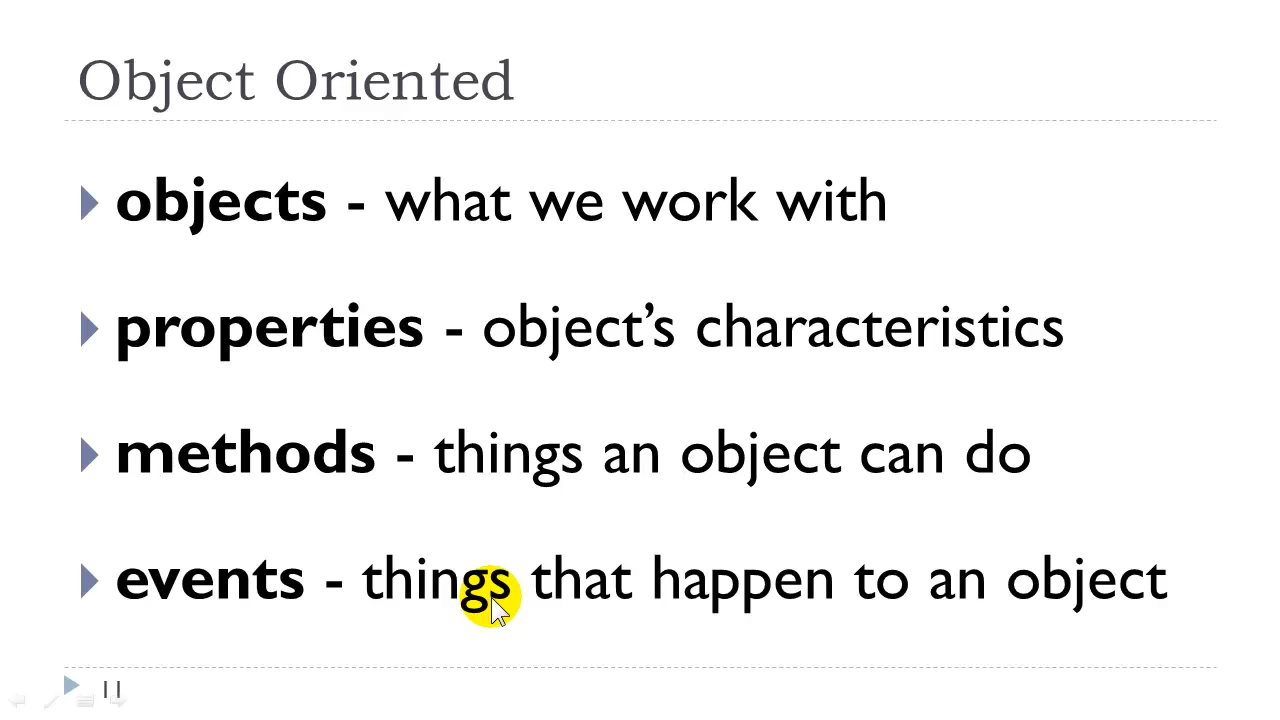 Object Oriented
objects - what we work with
properties - object’s characteristics
methods - things an object can do
events - things that happen to an object
11